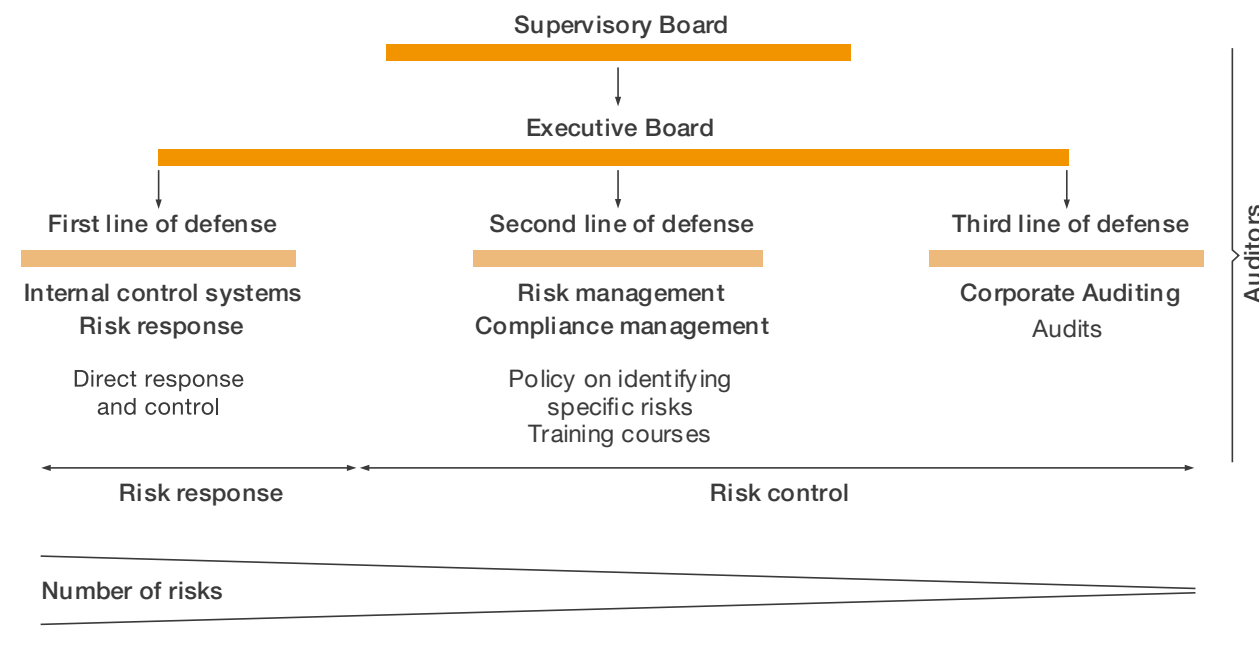 Supervisory Board
Executive Board
First line of defense
Second line of defense
Third line of defense
Internal control systems
Risk response
Risk management
Compliance management
Corporate Auditing
Audits
Direct response
and control
Policy on identifying
specific risks
Training courses
Auditors
Risk response
Risk control
Number of risks